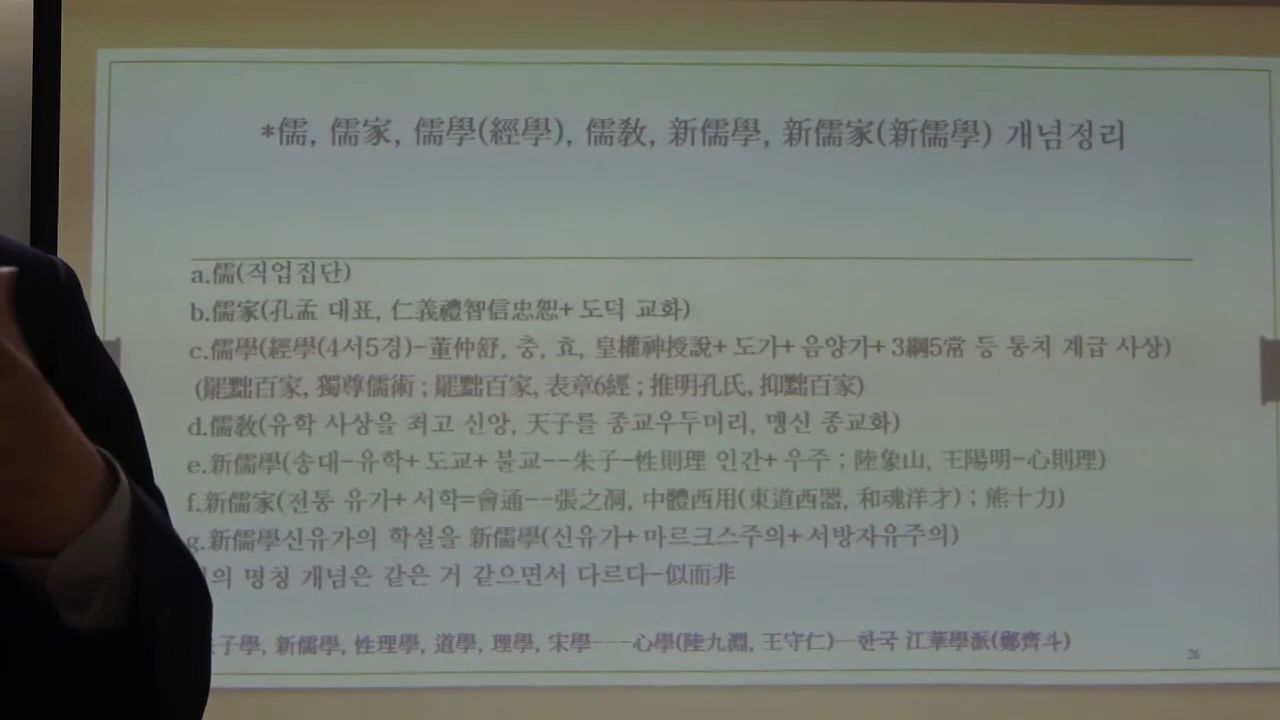 *儒, 儒家, 儒學(經學), 儒敎, 新儒學, 新儒家(新儒學) 개념정리
a.儒(직업집단)
b.儒家(孔孟 대표, 仁義禮智信忠恕+ 도덕 교화)
c.儒學(經學(4서5경)-董仲舒, 충, 효, 皇權神授說+ 도가+ 음양가+ 3綱5常 등 통치 계급 사상)
(罷黜百家, 獨尊儒術 ; 罷黜百家, 表章6經 ; 推明孔氏, 抑黜百家)
d.儒敎(유학 사상을 최고 신앙, 天子를 종교우두머리, 맹신 종교화)
e.新儒學(송대-유학+ 도교+ 불교--朱子-性則理 인간+ 우주 ; 陸象山, 王陽明-心則理)
f.新儒家(전통 유가+ 서학=會通--張之洞, 中體西用(東道西器, 和魂洋才) ; 熊十力)
g.新儒學신유가의 학설을 新儒學(신유가+ 마르크스주의+ 서방자유주의)
의 명칭 개념은 같은 거 같으면서 다르다-似而非
子學, 新儒學, 性理學, 道學, 理學, 宋學---心學(陸九淵, 王守仁)—한국 江華學派(鄭齊斗)
26